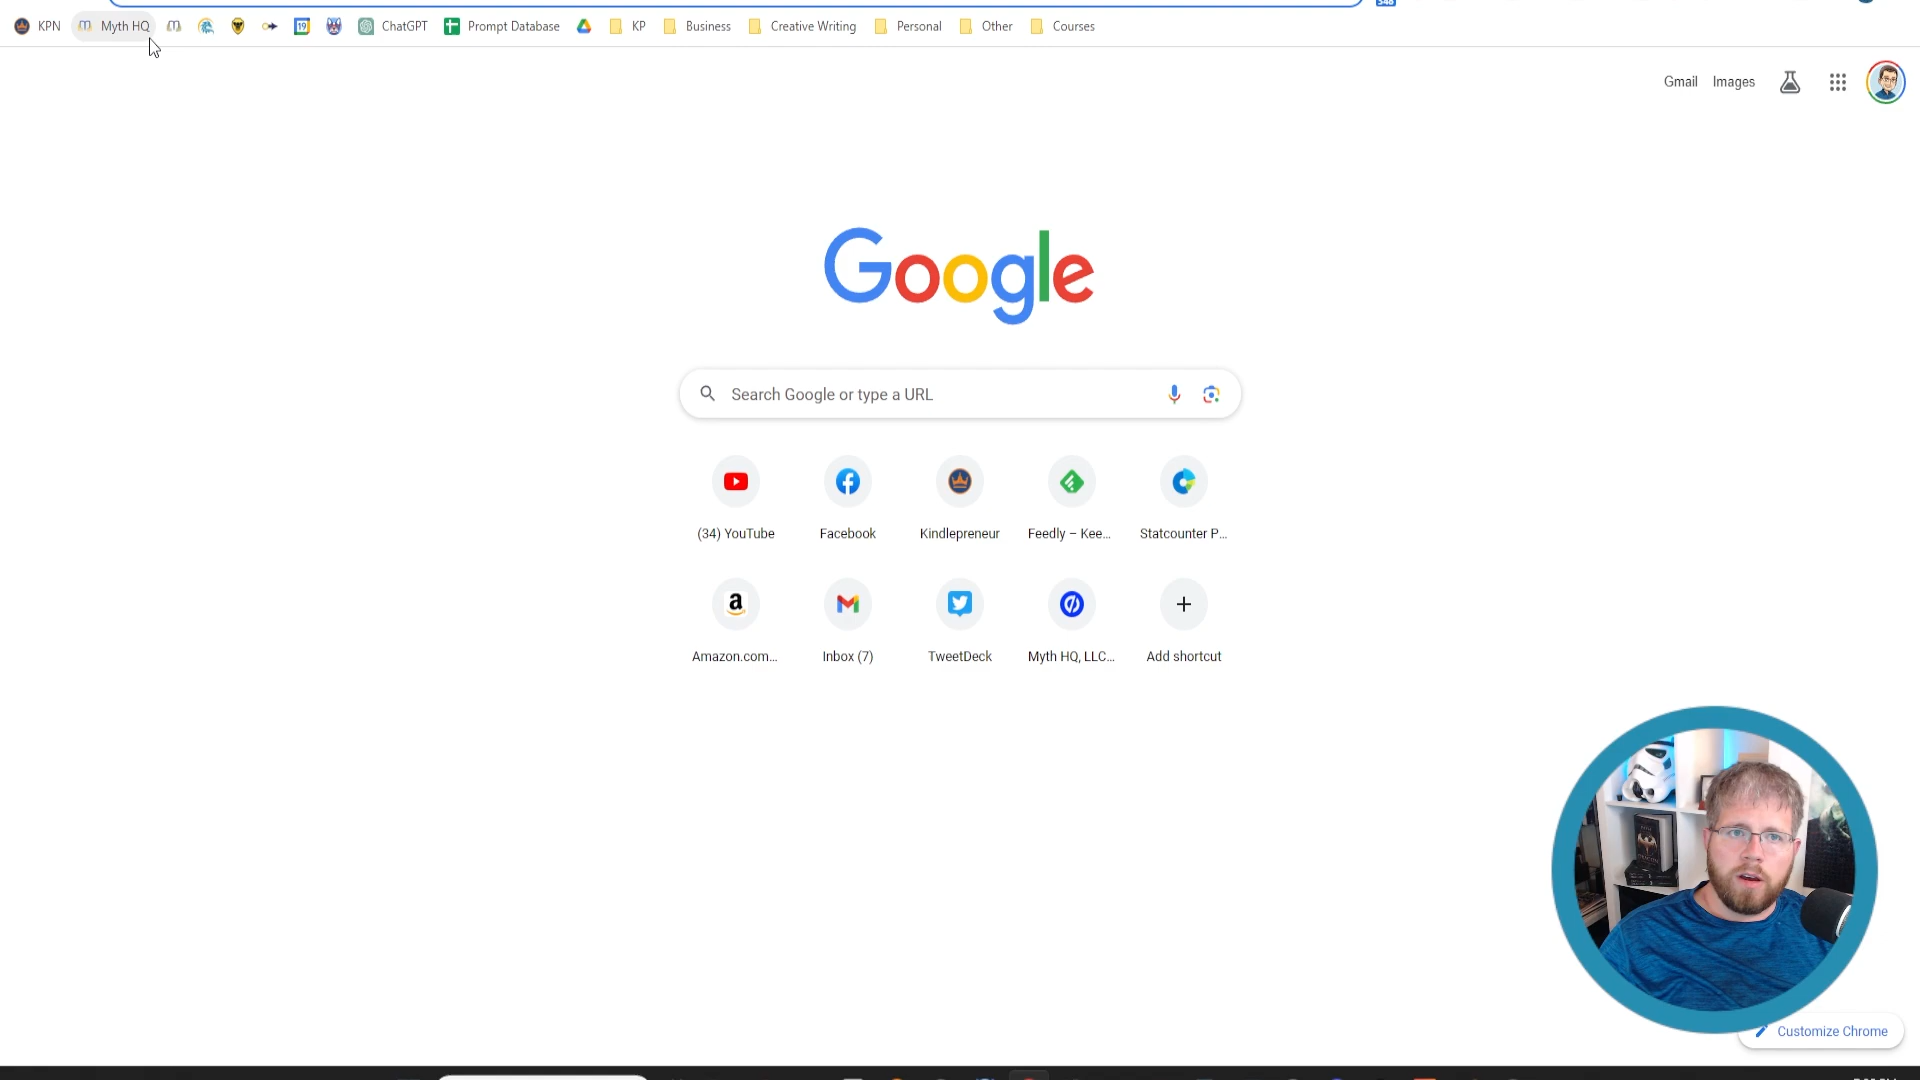 KPN Myth HQ 19 ChatGPT Prompt Database KP Business Creative Writing Personal Other Courses
Gmail Images
Google
Search Google or type a URL
(34) YouTube Facebook Kindlepreneur Feedly – Kee... Statcounter P...
Amazon.com... Inbox (7) TweetDeck Myth HQ, LLC... Add shortcut
Customize Chrome